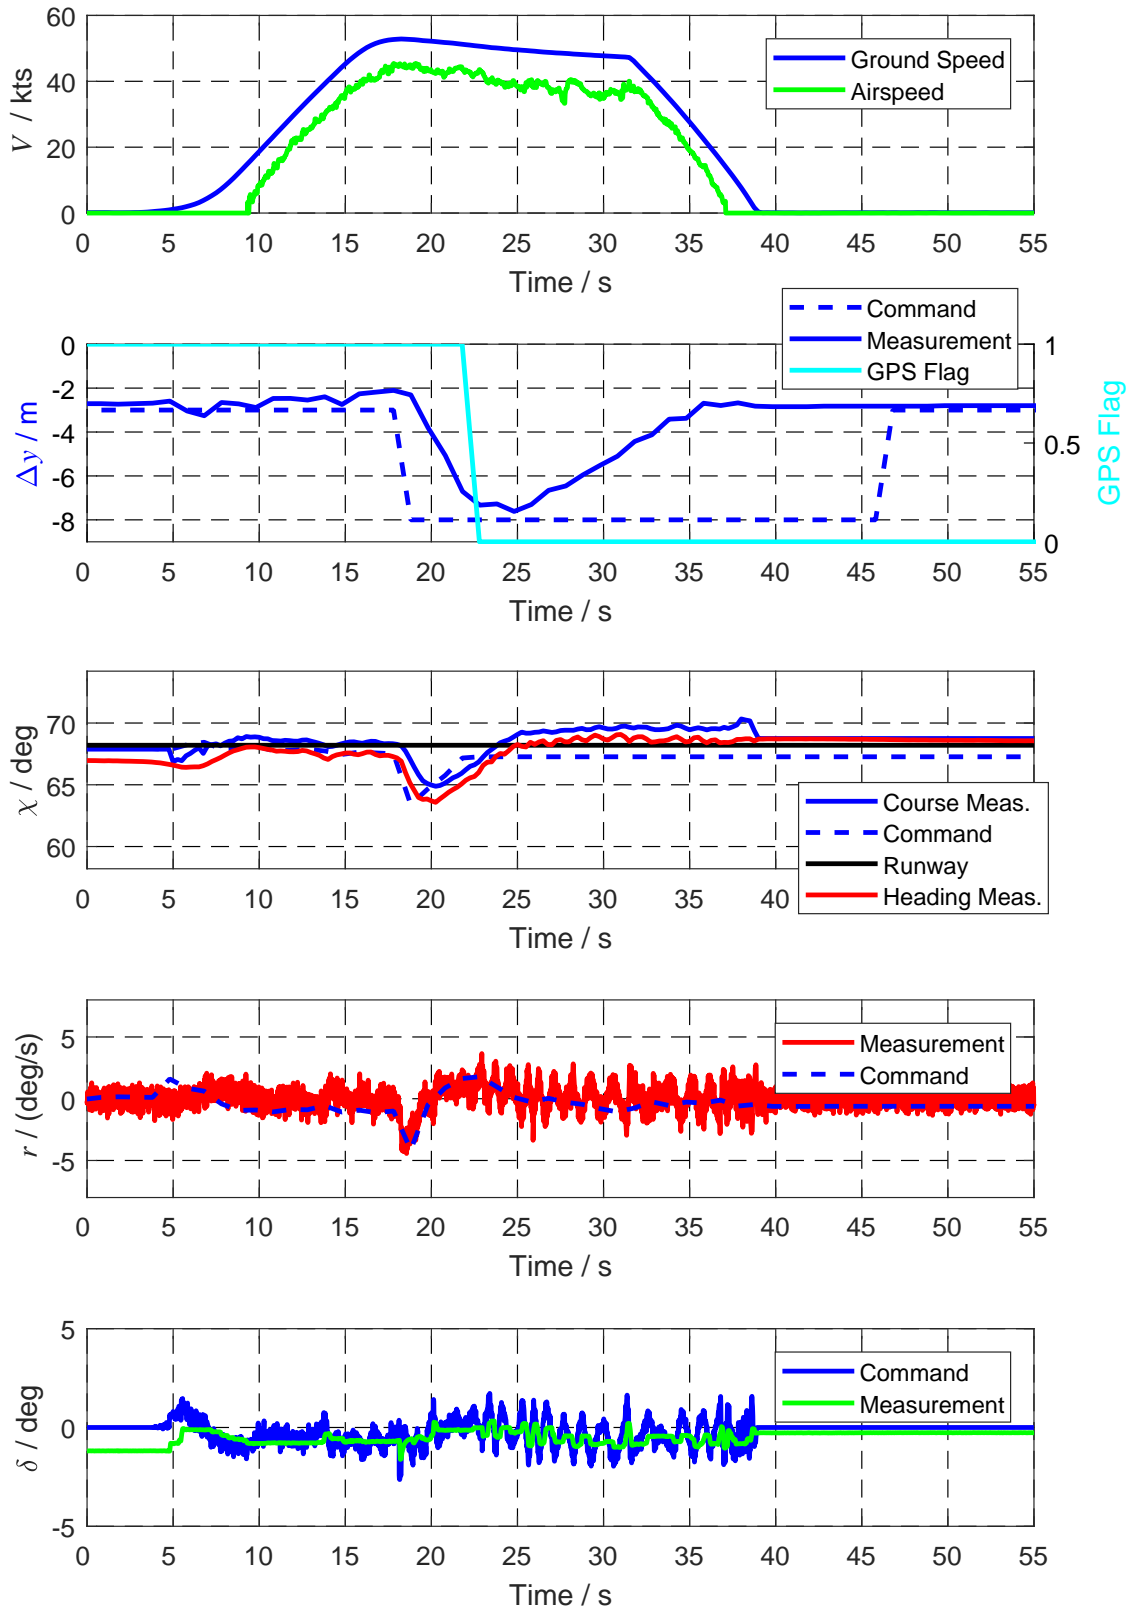 60
40
20
0
V / kts
Ground Speed
Airspeed
0 5 10 15 20 25 30 35 40 45 50 55
Time / s
Command
Measurement
GPS Flag
0
-2
-4
-6
-8
Δy / m
1
0.5
0
GPS Flag
0 5 10 15 20 25 30 35 40 45 50 55
Time / s
70
65
60
χ / deg
Course Meas.
Command
Runway
Heading Meas.
0 5 10 15 20 25 30 35 40 45 50 55
Time / s
5
0
-5
r / (deg/s)
Measurement
Command
0 5 10 15 20 25 30 35 40 45 50 55
Time / s
5
0
-5
δ / deg
Command
Measurement
0 5 10 15 20 25 30 35 40 45 50 55
Time / s